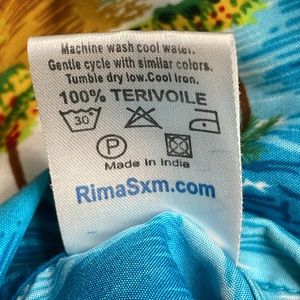 Machine wash cool water.
Gentle cycle with similar colors.
Tumble dry low.Cool Iron.
100% TERIVOILE
30
P
Made in India
RimaSxm.com